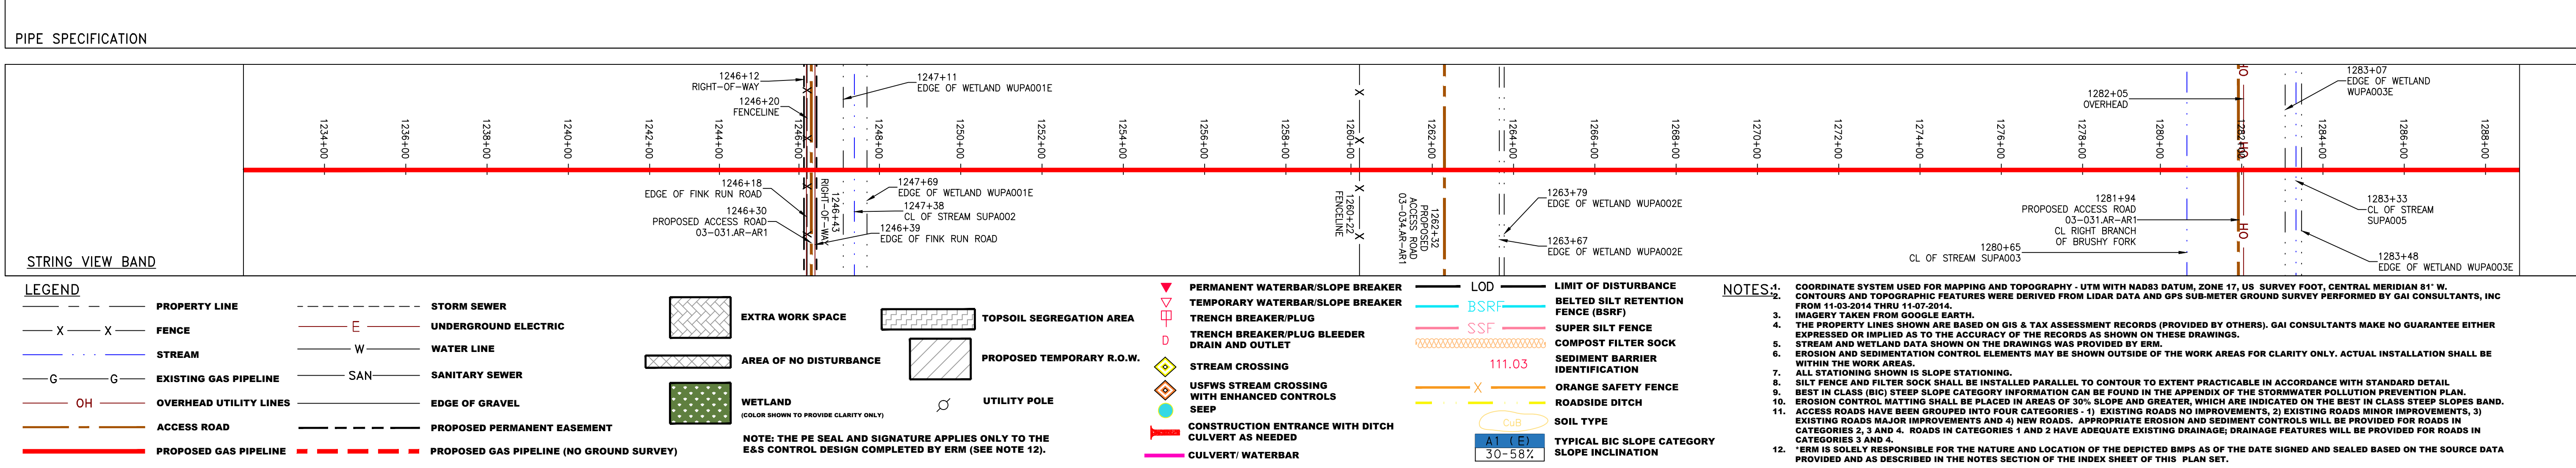 PIPE SPECIFICATION
1246+12
RIGHT-OF-WAY
1246+20
FENCELINE
1247+11
EDGE OF WETLAND WUPA001E
1282+05
OVERHEAD
1283+07
EDGE OF WETLAND
WUPA003E
OH
1234+00
1236+00
1238+00
1240+00
1242+00
1244+00
1246+00
1248+00
1250+00
1252+00
1254+00
1256+00
1258+00
1260+00
1262+00
1264+00
1266+00
1268+00
1270+00
1272+00
1274+00
1276+00
1278+00
1280+00
1282+00
1284+00
1286+00
1288+00
OH
1246+18
EDGE OF FINK RUN ROAD
1246+30
PROPOSED ACCESS ROAD
03-031.AR-AR1
1246+43
RIGHT-OF-WAY
1247+69
EDGE OF WETLAND WUPA001E
1247+38
CL OF STREAM SUPA002
1246+39
EDGE OF FINK RUN ROAD
1260+22
FENCELINE
1262+32
PROPOSED
ACCESS ROAD
03-034.AR-AR1
1263+79
EDGE OF WETLAND WUPA002E
1263+67
EDGE OF WETLAND WUPA002E
1281+94
PROPOSED ACCESS ROAD
03-031.AR-AR1
CL RIGHT BRANCH
OF BRUSHY FORK
1280+65
CL OF STREAM SUPA003
OH
1283+33
CL OF STREAM
SUPA005
1283+48
EDGE OF WETLAND WUPA003E
STRING VIEW BAND
LEGEND
PROPERTY LINE
X X FENCE
STREAM
G G EXISTING GAS PIPELINE
OH OVERHEAD UTILITY LINES
ACCESS ROAD
PROPOSED GAS PIPELINE
STORM SEWER
E UNDERGROUND ELECTRIC
W WATER LINE
SAN SANITARY SEWER
EDGE OF GRAVEL
PROPOSED PERMANENT EASEMENT
PROPOSED GAS PIPELINE (NO GROUND SURVEY)
EXTRA WORK SPACE
AREA OF NO DISTURBANCE
WETLAND
(COLOR SHOWN TO PROVIDE CLARITY ONLY)
TOPSOIL SEGREGATION AREA
PROPOSED TEMPORARY R.O.W.
UTILITY POLE
NOTE: THE PE SEAL AND SIGNATURE APPLIES ONLY TO THE
E&S CONTROL DESIGN COMPLETED BY ERM (SEE NOTE 12).
PERMANENT WATERBAR/SLOPE BREAKER
TEMPORARY WATERBAR/SLOPE BREAKER
TRENCH BREAKER/PLUG
D TRENCH BREAKER/PLUG BLEEDER
DRAIN AND OUTLET
STREAM CROSSING
USFWS STREAM CROSSING
WITH ENHANCED CONTROLS
SEEP
CONSTRUCTION ENTRANCE WITH DITCH
CULVERT AS NEEDED
CULVERT/ WATERBAR
LOD LIMIT OF DISTURBANCE
BSRF BELTED SILT RETENTION
FENCE (BSRF)
SSF SUPER SILT FENCE
COMPOST FILTER SOCK
111.03 SEDIMENT BARRIER
IDENTIFICATION
X ORANGE SAFETY FENCE
ROADSIDE DITCH
CuB SOIL TYPE
A1 (E) TYPICAL BIC SLOPE CATEGORY
30-58% SLOPE INCLINATION
NOTES:
1. COORDINATE SYSTEM USED FOR MAPPING AND TOPOGRAPHY - UTM WITH NAD83 DATUM, ZONE 17, US SURVEY FOOT, CENTRAL MERIDIAN 81° W.
2. CONTOURS AND TOPOGRAPHIC FEATURES WERE DERIVED FROM LIDAR DATA AND GPS SUB-METER GROUND SURVEY PERFORMED BY GAI CONSULTANTS, INC
FROM 11-03-2014 THRU 11-07-2014.
3. IMAGERY TAKEN FROM GOOGLE EARTH.
4. THE PROPERTY LINES SHOWN ARE BASED ON GIS & TAX ASSESSMENT RECORDS (PROVIDED BY OTHERS). GAI CONSULTANTS MAKE NO GUARANTEE EITHER
EXPRESSED OR IMPLIED AS TO THE ACCURACY OF THE RECORDS AS SHOWN ON THESE DRAWINGS.
5. STREAM AND WETLAND DATA SHOWN ON THE DRAWINGS WAS PROVIDED BY ERM.
6. EROSION AND SEDIMENTATION CONTROL ELEMENTS MAY BE SHOWN OUTSIDE OF THE WORK AREAS FOR CLARITY ONLY. ACTUAL INSTALLATION SHALL BE
WITHIN THE WORK AREAS.
7. ALL STATIONING SHOWN IS SLOPE STATIONING.
8. SILT FENCE AND FILTER SOCK SHALL BE INSTALLED PARALLEL TO CONTOUR TO EXTENT PRACTICABLE IN ACCORDANCE WITH STANDARD DETAIL
9. BEST IN CLASS (BIC) STEEP SLOPE CATEGORY INFORMATION CAN BE FOUND IN THE APPENDIX OF THE STORMWATER POLLUTION PREVENTION PLAN.
10. EROSION CONTROL MATTING SHALL BE PLACED IN AREAS OF 30% SLOPE AND GREATER, WHICH ARE INDICATED ON THE BEST IN CLASS STEEP SLOPES BAND.
11. ACCESS ROADS HAVE BEEN GROUPED INTO FOUR CATEGORIES - 1) EXISTING ROADS NO IMPROVEMENTS, 2) EXISTING ROADS MINOR IMPROVEMENTS, 3)
EXISTING ROADS MAJOR IMPROVEMENTS AND 4) NEW ROADS. APPROPRIATE EROSION AND SEDIMENT CONTROLS WILL BE PROVIDED FOR ROADS IN
CATEGORIES 2, 3 AND 4. ROADS IN CATEGORIES 1 AND 2 HAVE ADEQUATE EXISTING DRAINAGE; DRAINAGE FEATURES WILL BE PROVIDED FOR ROADS IN
CATEGORIES 3 AND 4.
12. *ERM IS SOLELY RESPONSIBLE FOR THE NATURE AND LOCATION OF THE DEPICTED BMPS AS OF THE DATE SIGNED AND SEALED BASED ON THE SOURCE DATA
PROVIDED AND AS DESCRIBED IN THE NOTES SECTION OF THE INDEX SHEET OF THIS PLAN SET.